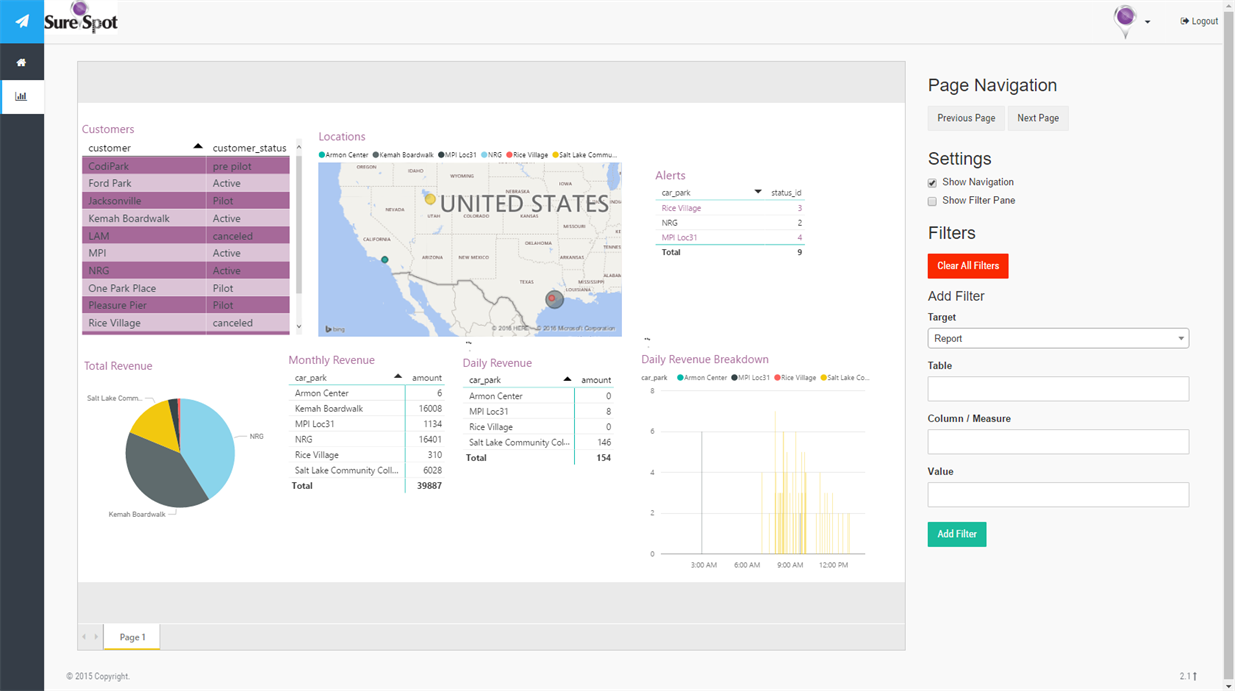 Sure Spot
Logout
Customers
customer customer_status
CodiPark pre pilot
Ford Park Active
Jacksonville Pilot
Kemah Boardwalk Active
LAM canceled
MPI Active
NRG Active
One Park Place Pilot
Pleasure Pier Pilot
Rice Village canceled
Locations
Armon Center Kemah Boardwalk MPI Loc31 NRG Rice Village Salt Lake Commu...
OREGON
IDAHO
WYOMING
NEBRASKA
IOWA
UNITED STATES
NEVADA
UTAH
COLORADO
KANSAS
MISSOURI
CALIFORNIA
OKLAHOMA
ARIZONA
NEW MEXICO
ARKANSAS
TENNES
MISSISSIPPI
ALABAMA
TEXAS
LOUISIANA
bing
© 2016 HERE © 2016 Microsoft Corporation
Alerts
car_park status_id
Rice Village 3
NRG 2
MPI Loc31 4
Total 9
Total Revenue
Salt Lake Comm...
NRG
Kemah Boardwalk
Monthly Revenue
car_park amount
Armon Center 6
Kemah Boardwalk 16008
MPI Loc31 1134
NRG 16401
Rice Village 310
Salt Lake Community Coll... 6028
Total 39887
Daily Revenue
car_park amount
Armon Center 0
MPI Loc31 8
Rice Village 0
Salt Lake Community Col... 146
Total 154
Daily Revenue Breakdown
car_park Armon Center MPI Loc31 Rice Village Salt Lake Co...
8
6
4
2
0
3:00 AM 6:00 AM 9:00 AM 12:00 PM
Page 1
Page Navigation
Previous Page Next Page
Settings
Show Navigation
Show Filter Pane
Filters
Clear All Filters
Add Filter
Target
Report
Table
Column / Measure
Value
Add Filter
© 2015 Copyright.
2.1